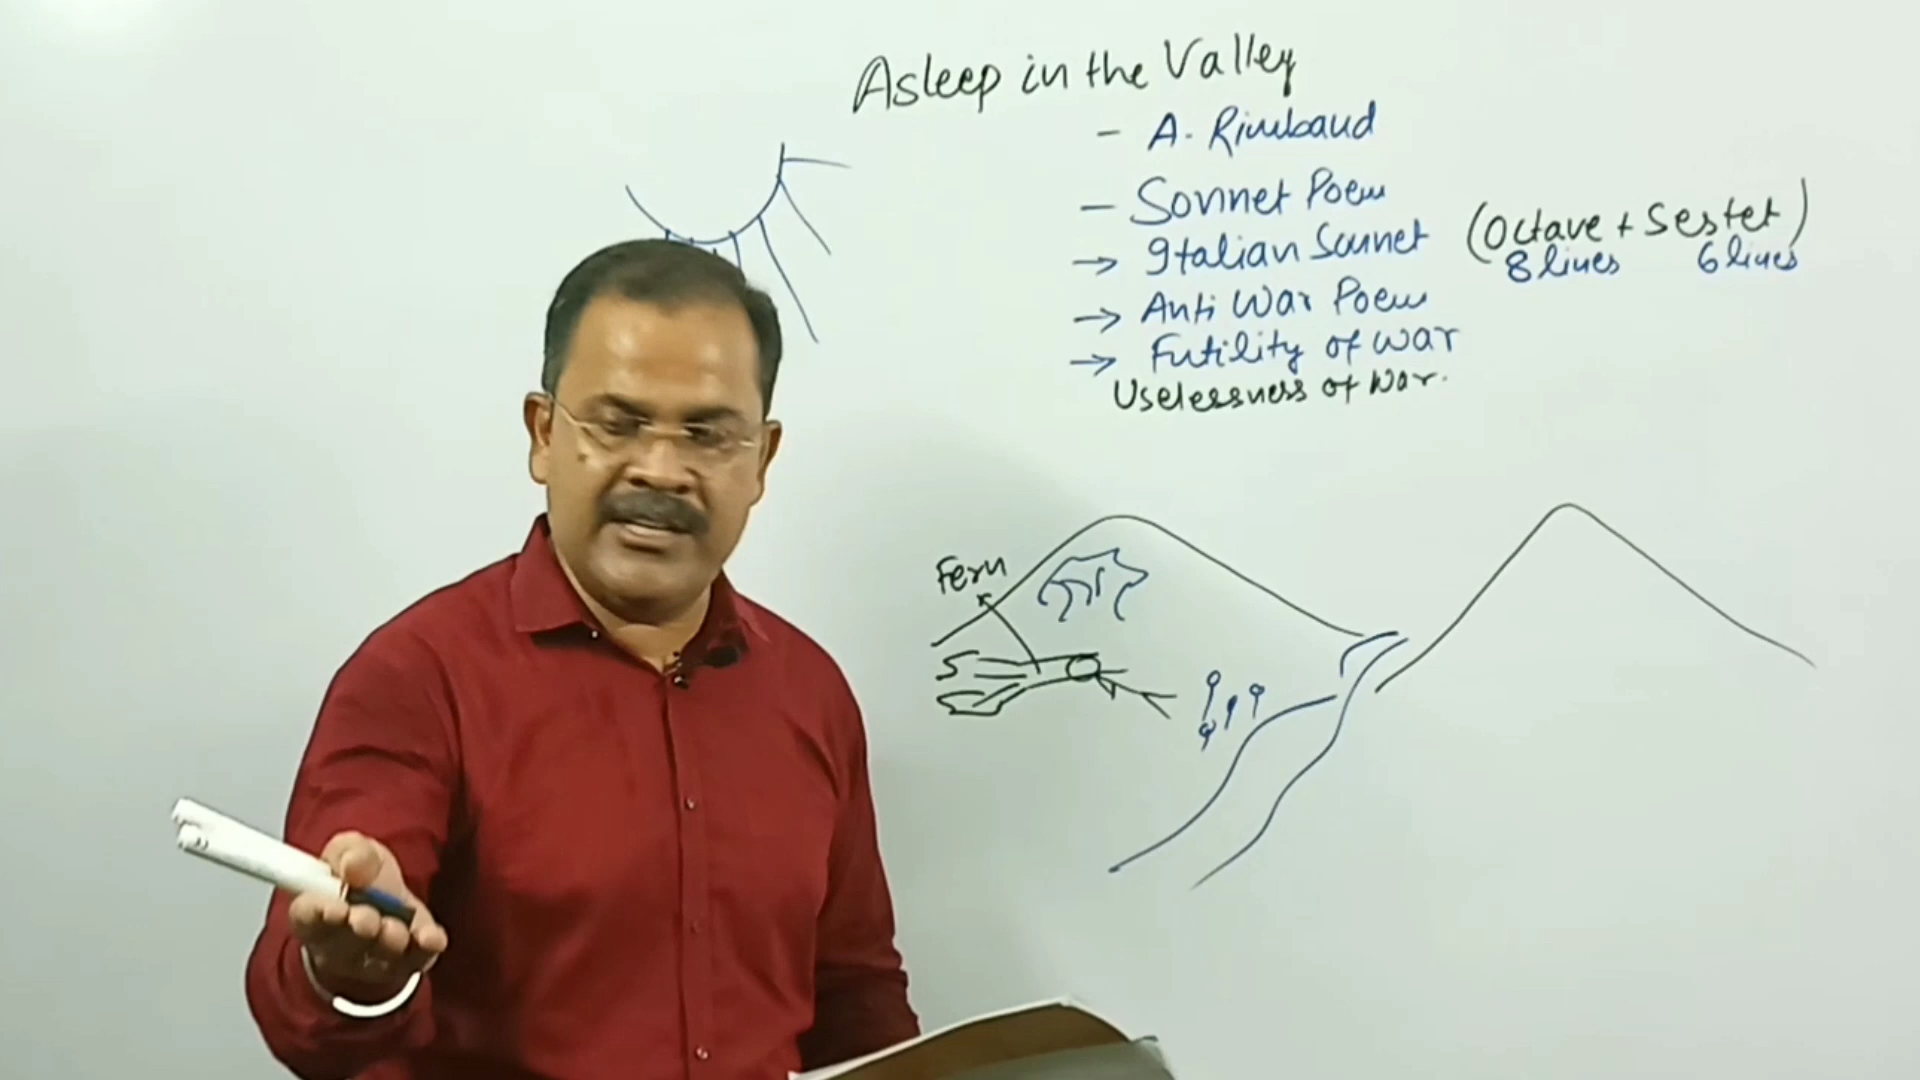 Asleep in the Valley
- A. Rimbaud
- Sonnet Poem
→ Italian Sonnet (Octave + Sestet)
8 lines 6 lines
→ Anti War Poem
→ Futility of war
Uselessness of war.
Fern